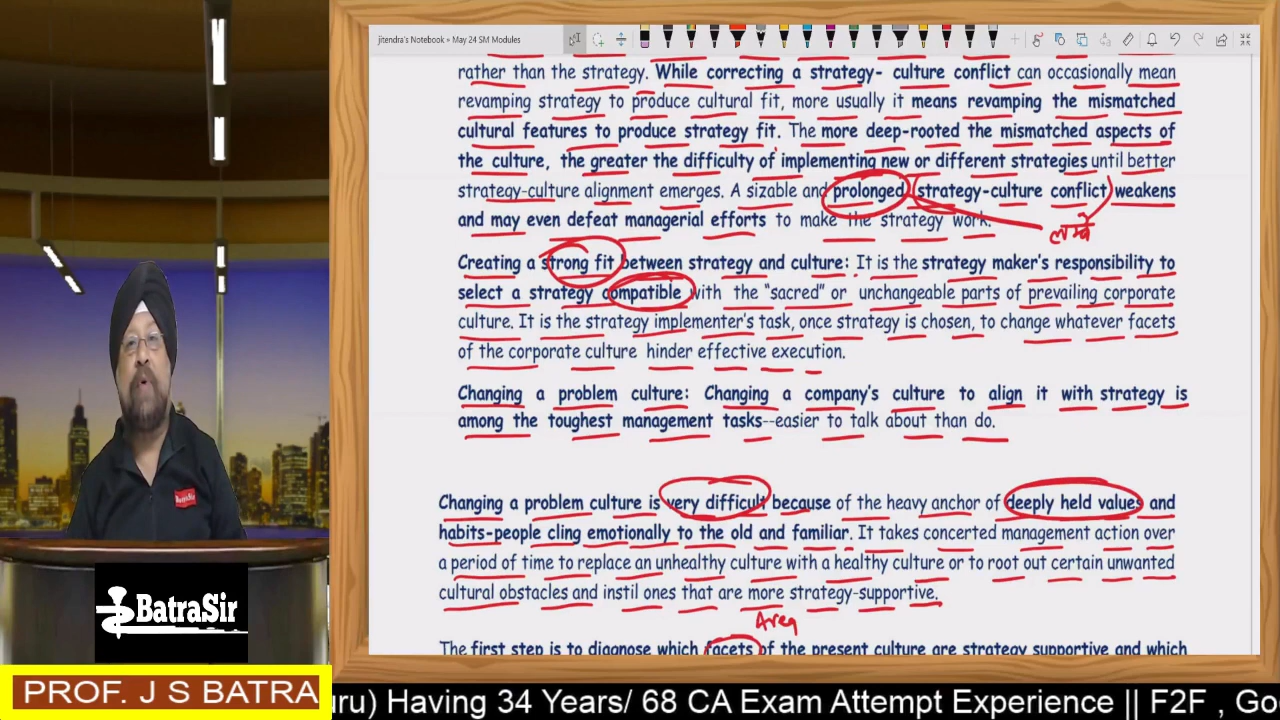 jitendra's Notebook » May 24 SM Modules
rather than the strategy. While correcting a strategy- culture conflict can occasionally mean
revamping strategy to produce cultural fit, more usually it means revamping the mismatched
cultural features to produce strategy fit. The more deep-rooted the mismatched aspects of
the culture, the greater the difficulty of implementing new or different strategies until better
strategy-culture alignment emerges. A sizable and prolonged strategy-culture conflict weakens
and may even defeat managerial efforts to make the strategy work.
Creating a strong fit between strategy and culture: It is the strategy maker's responsibility to
select a strategy compatible with the "sacred" or unchangeable parts of prevailing corporate
culture. It is the strategy implementer's task, once strategy is chosen, to change whatever facets
of the corporate culture hinder effective execution.
Changing a problem culture: Changing a company's culture to align it with strategy is
among the toughest management tasks--easier to talk about than do.
Changing a problem culture is very difficult because of the heavy anchor of deeply held values and
habits-people cling emotionally to the old and familiar. It takes concerted management action over
a period of time to replace an unhealthy culture with a healthy culture or to root out certain unwanted
cultural obstacles and instil ones that are more strategy-supportive.
Area
The first step is to diagnose which facets of the present culture are strategy supportive and which
BatraSir
BatraSir
PROF. J S BATRA
uru) Having 34 Years/ 68 CA Exam Attempt Experience || F2F , Go